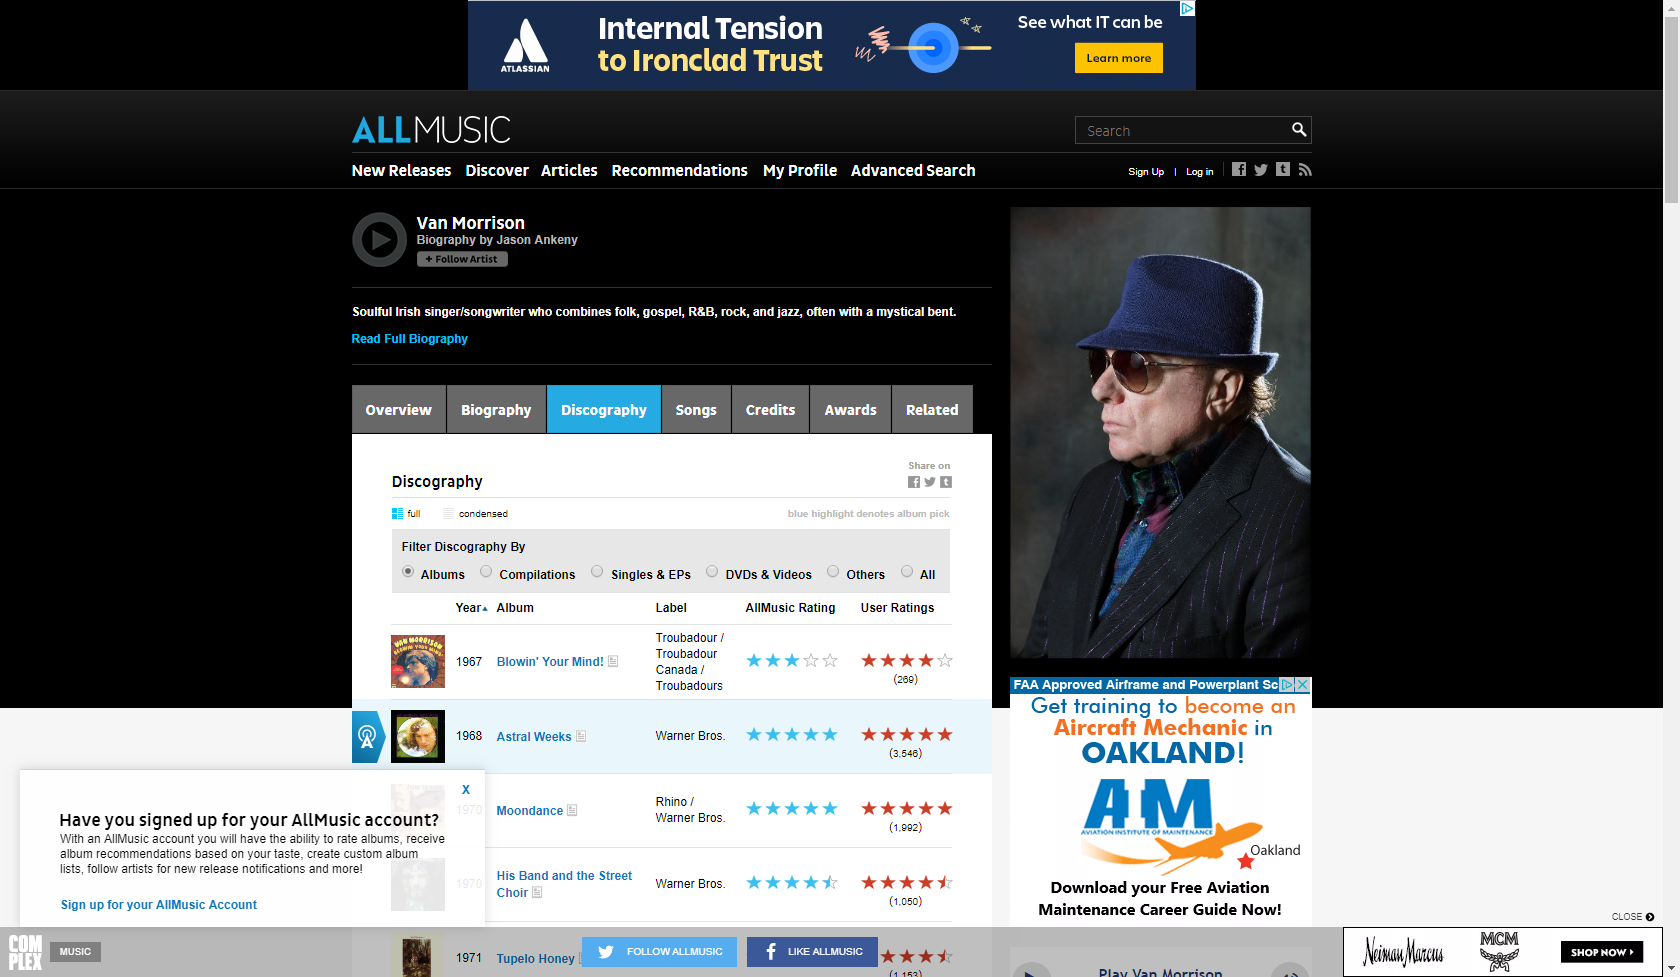 ATLASSIAN
Internal Tension
to Ironclad Trust
See what IT can be
Learn more
ALLMUSIC
Search
New Releases Discover Articles Recommendations My Profile Advanced Search
Sign Up | Log in
Van Morrison
Biography by Jason Ankeny
+ Follow Artist
Soulful Irish singer/songwriter who combines folk, gospel, R&B, rock, and jazz, often with a mystical bent.
Read Full Biography
Overview Biography Discography Songs Credits Awards Related
Share on
Discography
full condensed blue highlight denotes album pick
Filter Discography By
Albums Compilations Singles & EPs DVDs & Videos Others All
Year Album Label AllMusic Rating User Ratings
VAN MORRISON
BLOWIN' YOUR MIND!
1967 Blowin' Your Mind!
Troubadour /
Troubadour
Canada /
Troubadours
(269)
1968 Astral Weeks Warner Bros.
(3,546)
1970 Moondance
Rhino /
Warner Bros.
(1,992)
1970
His Band and the Street
Choir
Warner Bros.
(1,050)
1971 Tupelo Honey
(1,153)
X
Have you signed up for your AllMusic account?
With an AllMusic account you will have the ability to rate albums, receive
album recommendations based on your taste, create custom album
lists, follow artists for new release notifications and more!
Sign up for your AllMusic Account
FAA Approved Airframe and Powerplant Sc
Get training to become an
Aircraft Mechanic in
OAKLAND!
AIM
AVIATION INSTITUTE OF MAINTENANCE
Oakland
Download your Free Aviation
Maintenance Career Guide Now!
CLOSE
COM
PLEX
MUSIC
FOLLOW ALLMUSIC
LIKE ALLMUSIC
Play Van Morrison
Neiman Marcus
MCM
SHOP NOW